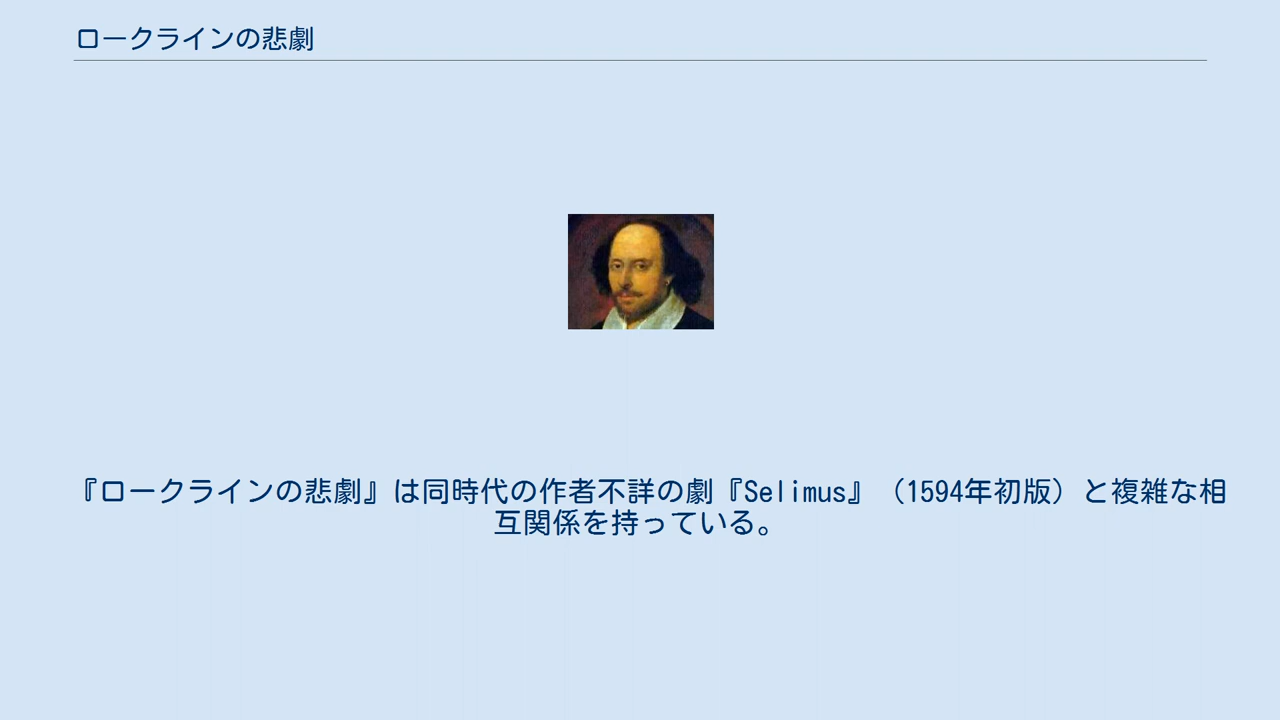 ロークラインの悲劇
『ロークラインの悲劇』は同時代の作者不詳の劇『Selimus』（1594年初版）と複雑な相
互関係を持っている。